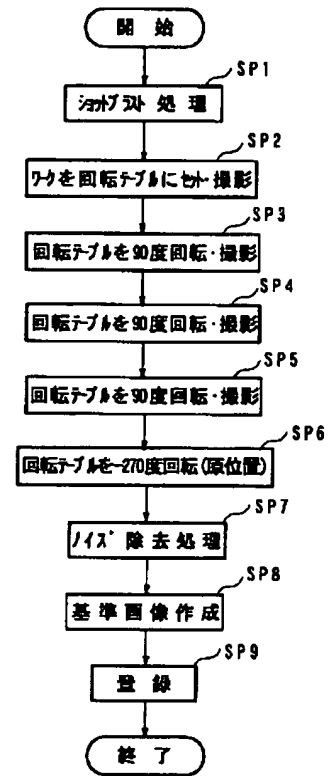 開始
SP1
ショットブラスト 処理
SP2
ワークを回転テーブルにセット・撮影
SP3
回転テーブルを90度回転・撮影
SP4
回転テーブルを90度回転・撮影
SP5
回転テーブルを90度回転・撮影
SP6
回転テーブルを-270度回転(原位置)
SP7
ノイズ 除去処理
SP8
基準画像作成
SP9
登録
終了